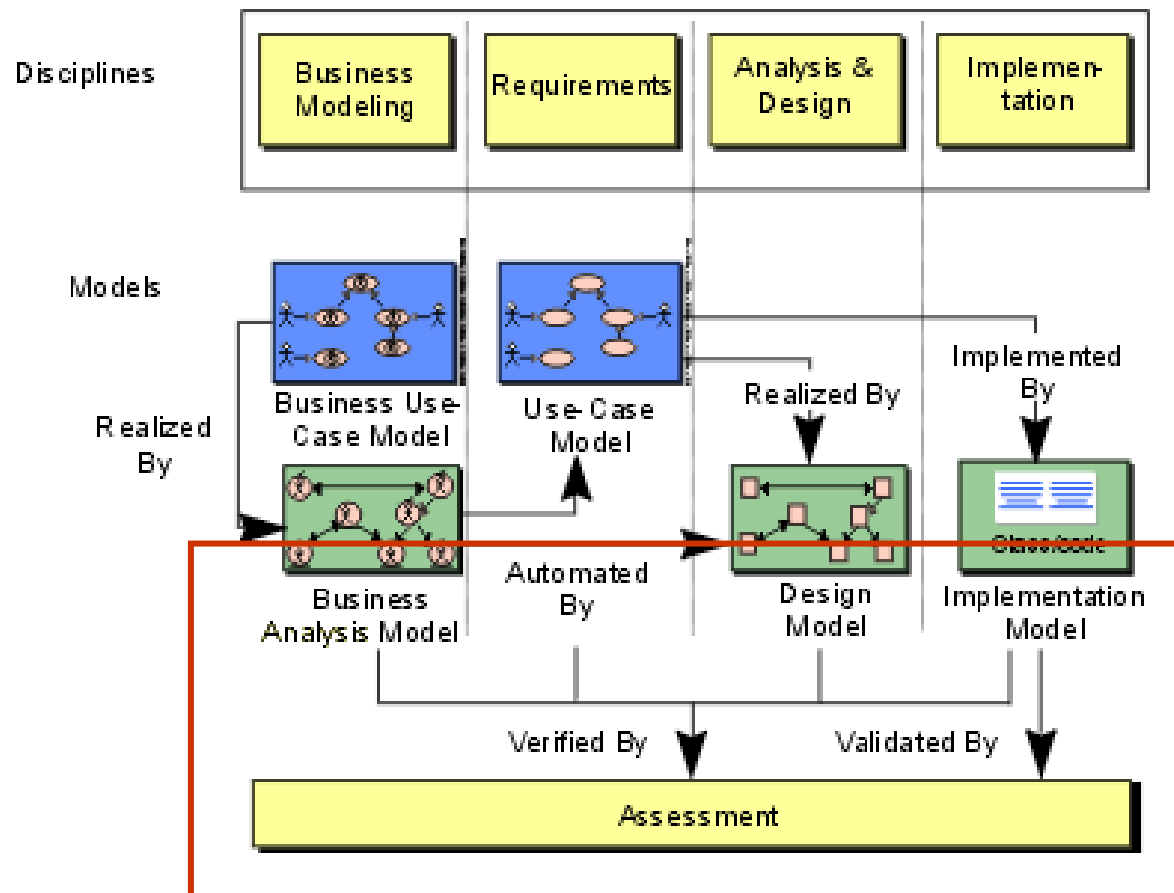 Disciplines
Business
Modeling
Requirements
Analysis &
Design
Implemen-
tation
Models
Business Use-
Case Model
Use-Case
Model
Realized
By
Realized By
Implemented
By
Automated
By
Business
Analysis Model
Design
Model
Implementation
Model
Verified By
Validated By
Assessment